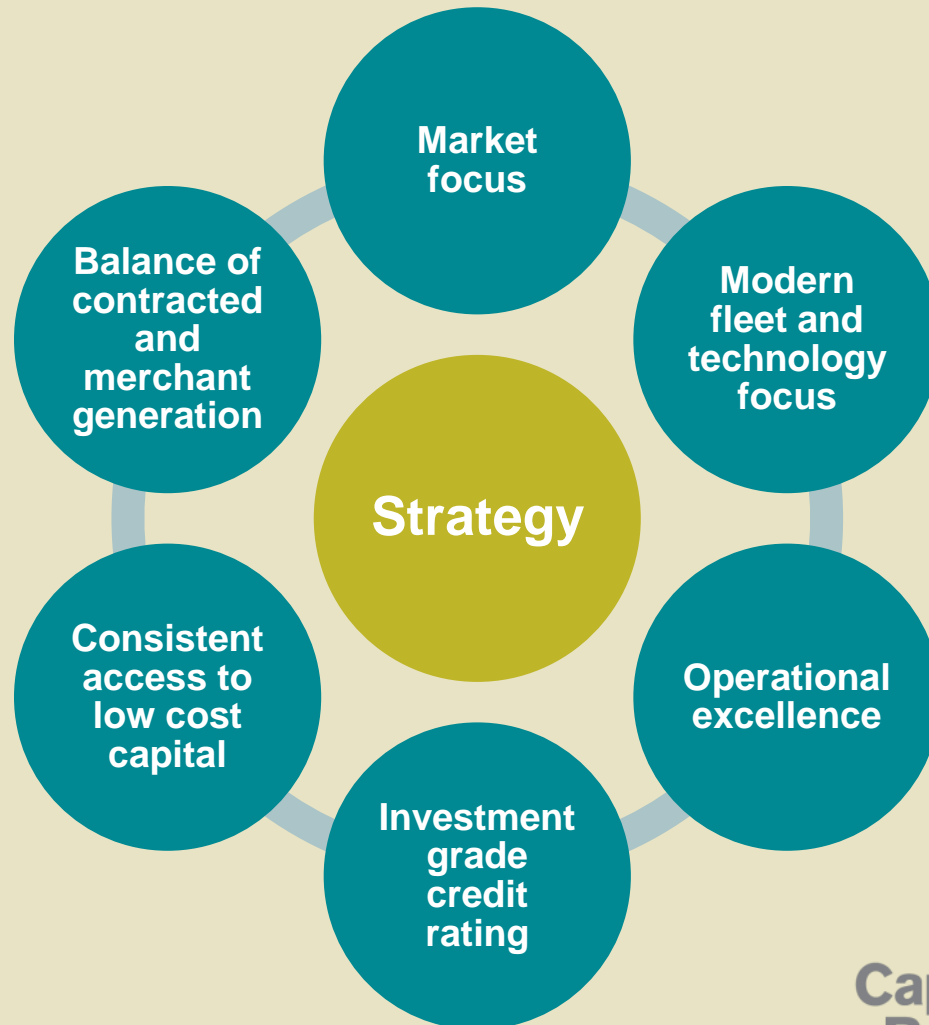 Market
focus
Modern
fleet and
technology
focus
Operational
excellence
Investment
grade
credit
rating
Consistent
access to
low cost
capital
Balance of
contracted
and
merchant
generation
Strategy